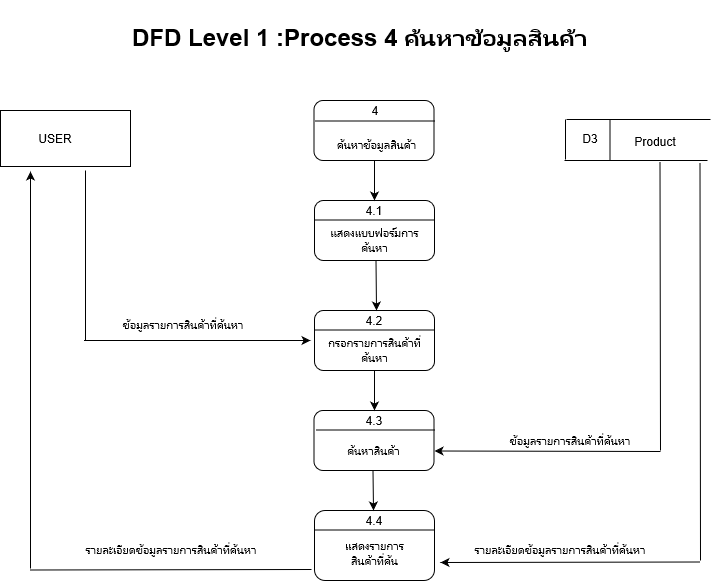 DFD Level 1 :Process 4 ค้นหาข้อมูลสินค้า
USER
4
ค้นหาข้อมูลสินค้า
D3
Product
4.1
แสดงแบบฟอร์มการ
ค้นหา
4.2
กรอกรายการสินค้าที่
ค้นหา
ข้อมูลรายการสินค้าที่ค้นหา
4.3
ค้นหาสินค้า
ข้อมูลรายการสินค้าที่ค้นหา
4.4
แสดงรายการ
สินค้าที่ค้น
รายละเอียดข้อมูลรายการสินค้าที่ค้นหา
รายละเอียดข้อมูลรายการสินค้าที่ค้นหา